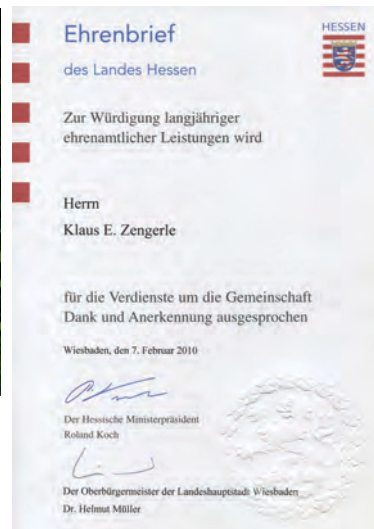 Ehrenbrief
HESSEN
des Landes Hessen
Zur Würdigung langjähriger
ehrenamtlicher Leistungen wird
Herrn
Klaus E. Zengerle
für die Verdienste um die Gemeinschaft
Dank und Anerkennung ausgesprochen
Wiesbaden, den 7. Februar 2010
Der Hessische Ministerpräsident
Roland Koch
Der Oberbürgermeister der Landeshauptstadt Wiesbaden
Dr. Helmut Müller